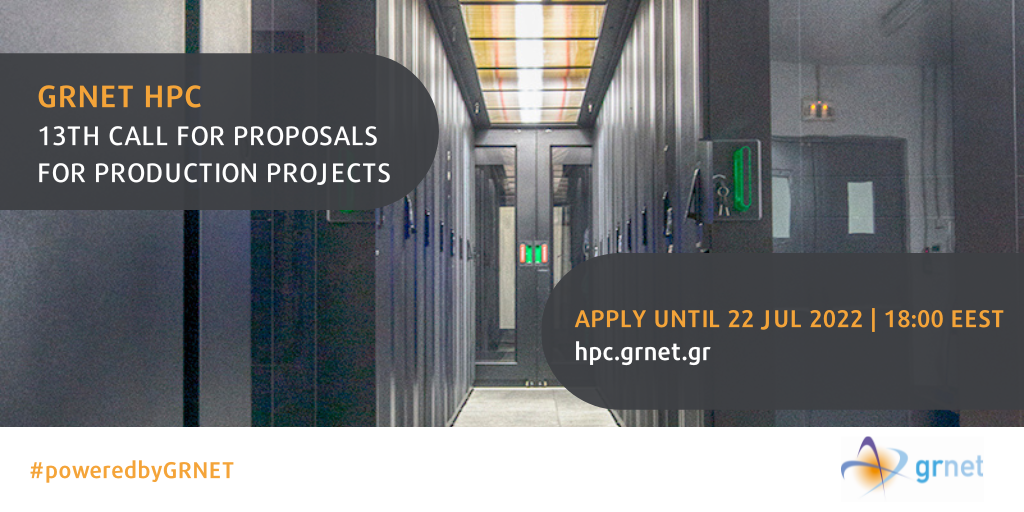 GRNET HPC
13TH CALL FOR PROPOSALS
FOR PRODUCTION PROJECTS
APPLY UNTIL 22 JUL 2022 | 18:00 EEST
hpc.grnet.gr
#poweredbyGRNET
grnet